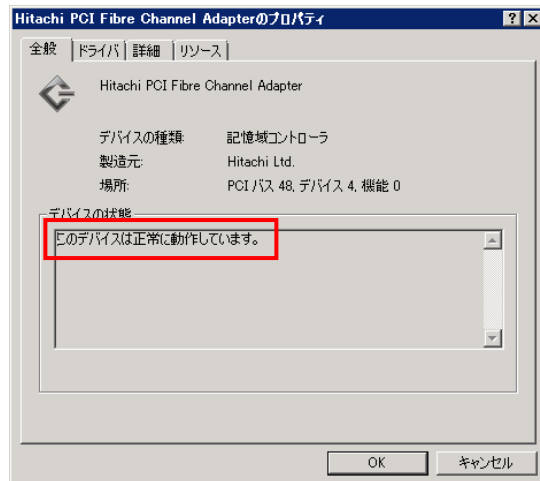 Hitachi PCI Fibre Channel Adapterのプロパティ
全般 ドライバ 詳細 リソース
Hitachi PCI Fibre Channel Adapter
デバイスの種類: 記憶域コントローラ
製造元: Hitachi Ltd.
場所: PCI バス 48, デバイス 4, 機能 0
デバイスの状態
このデバイスは正常に動作しています。
OK キャンセル